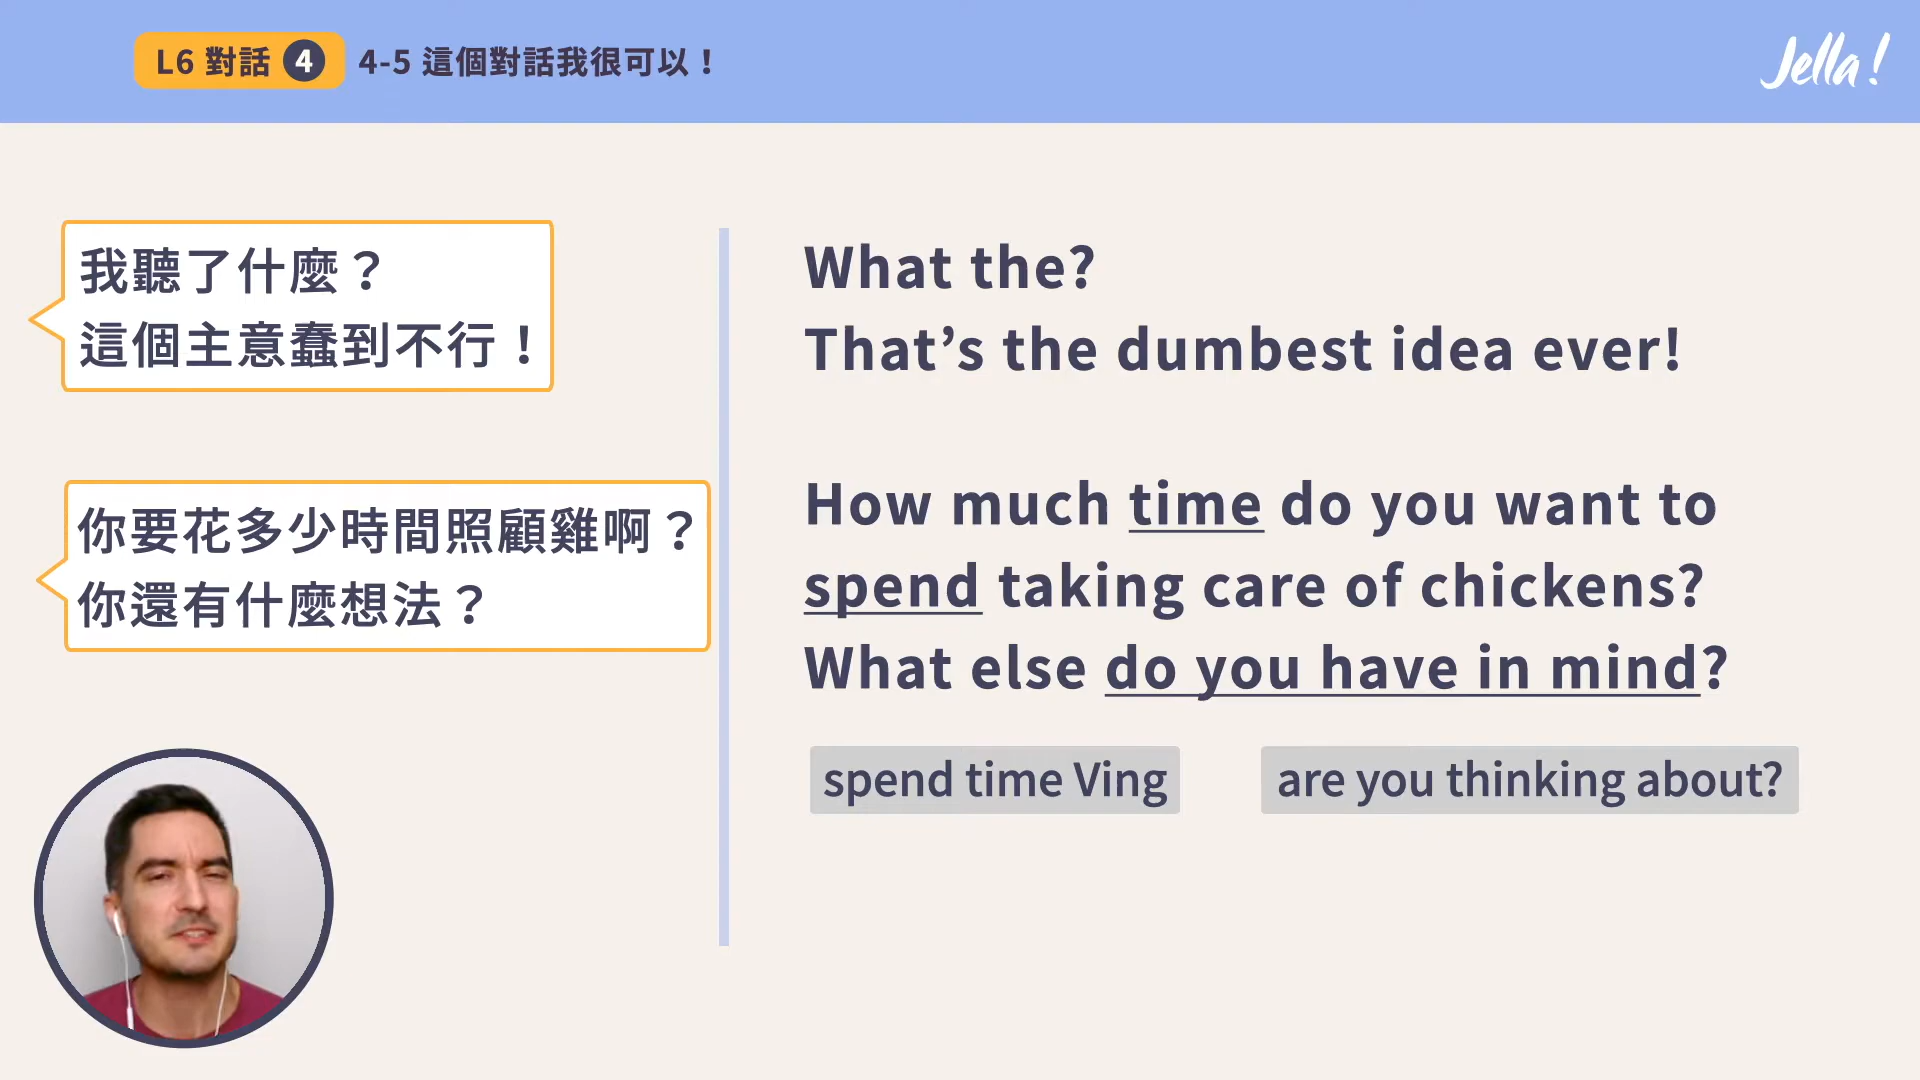 L6 對話 4 4-5 這個對話我很可以！
Jella!
我聽了什麼？
這個主意蠢到不行！
What the?
That’s the dumbest idea ever!
你要花多少時間照顧雞啊？
你還有什麼想法？
How much time do you want to
spend taking care of chickens?
What else do you have in mind?
spend time Ving
are you thinking about?